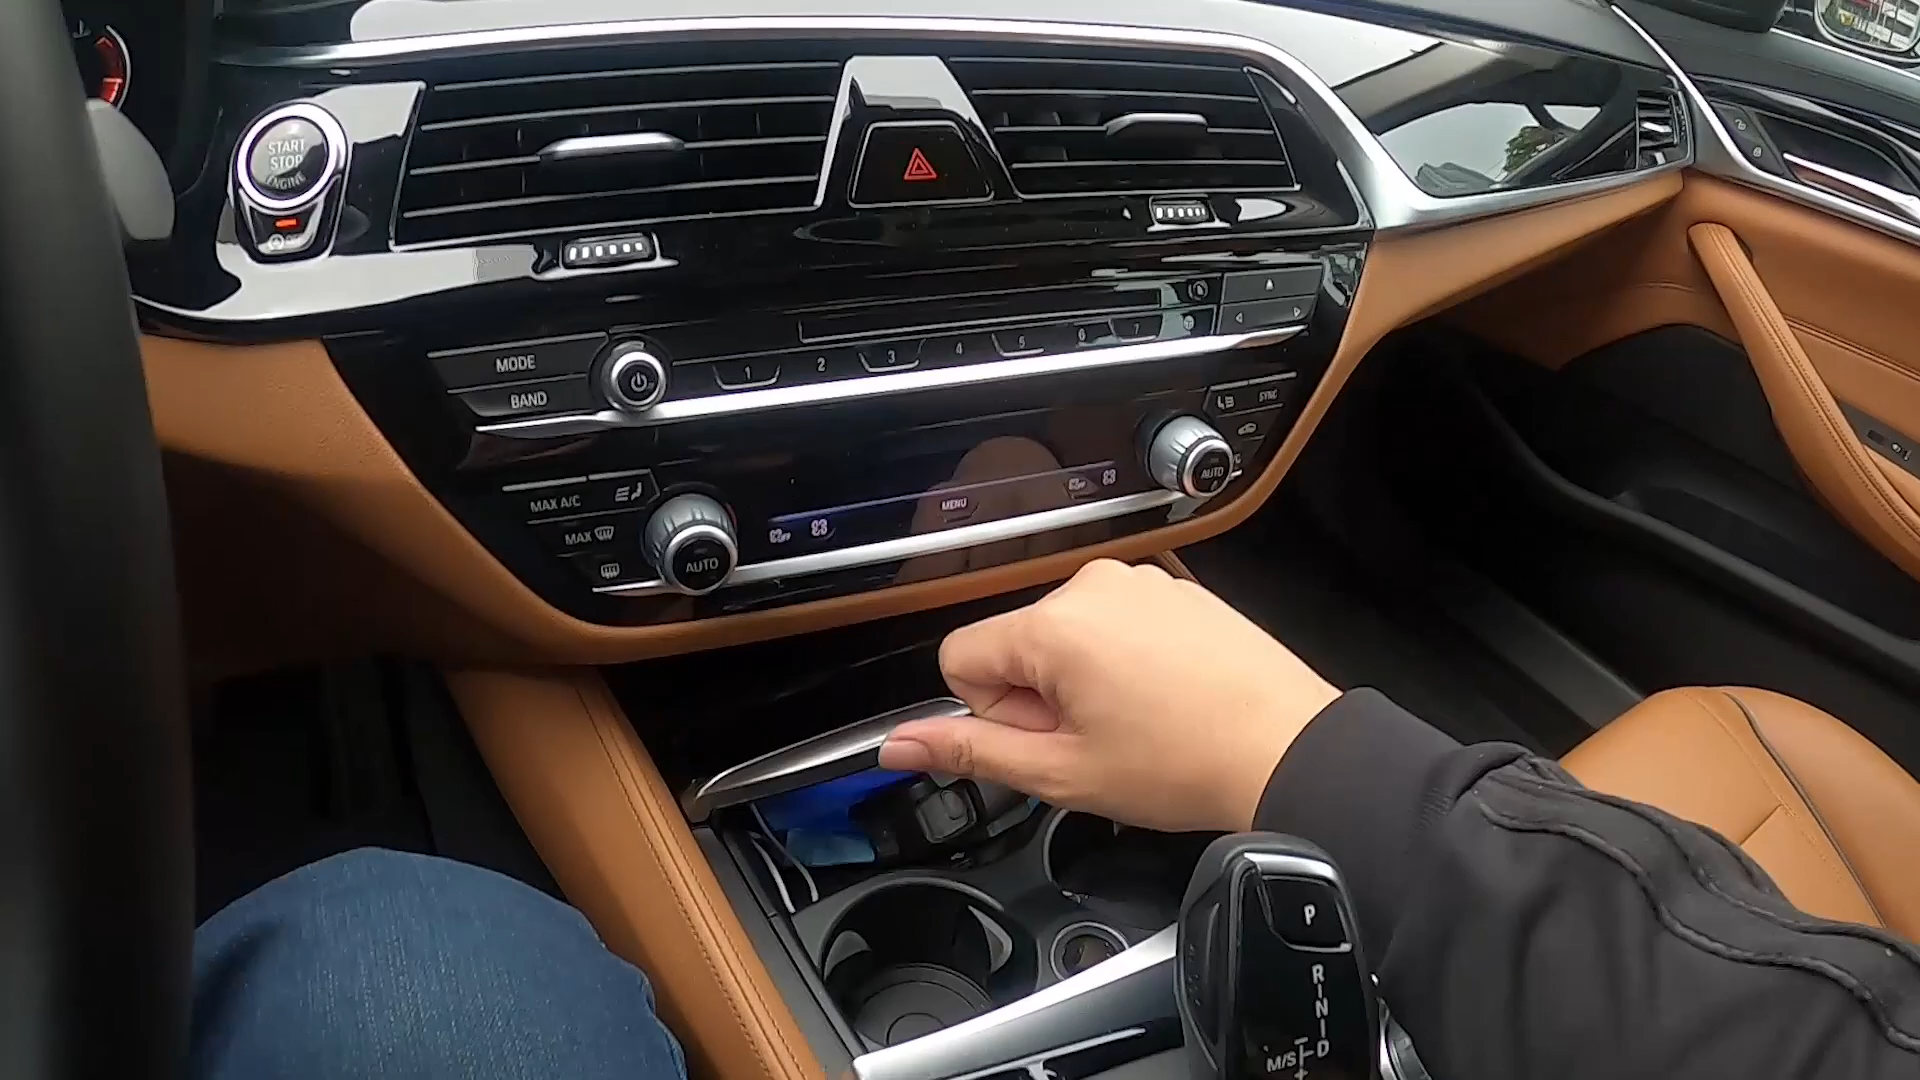 START
STOP
ENGINE
MODE
BAND
1 2 3 4 5 6 7
SYNC
MAX A/C
MAX
AUTO
MENU
AUTO
P
R
N
D
M/S